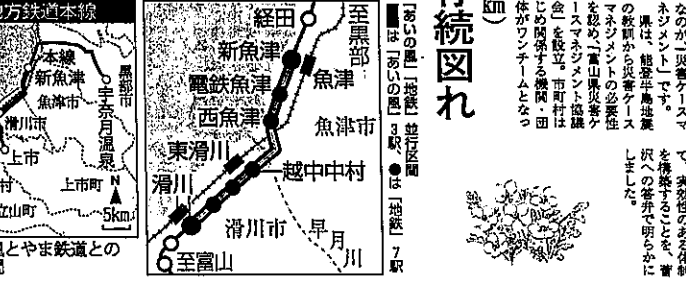 て、実効性のある体制
を構築することを、蓄
沢への答弁で明らかに
しました。
なのが、「災害ケースマ
ネジメント」です。
県は、能登半島地震
の教訓から災害ケース
マネジメントの必要性
を認め、「富山県災害ケ
ースマネジメント協議
会」を設立。市町村は
じめ関係する機関・団
体がワンチームとなっ
存続図れ
km)
【あいの風】【地鉄】並行区間
は「あいの風」3駅、●は「地鉄」7駅
至黒部
経田
新魚津
魚津
電鉄魚津
西魚津
魚津市
東滑川
越中中村
滑川
滑川市
早月川
至富山
地方鉄道本線
本線
新魚津
黒部市
宇奈月温泉
魚津市
滑川市
上市
村
上市町
立山町
N
5km
風とやま鉄道との